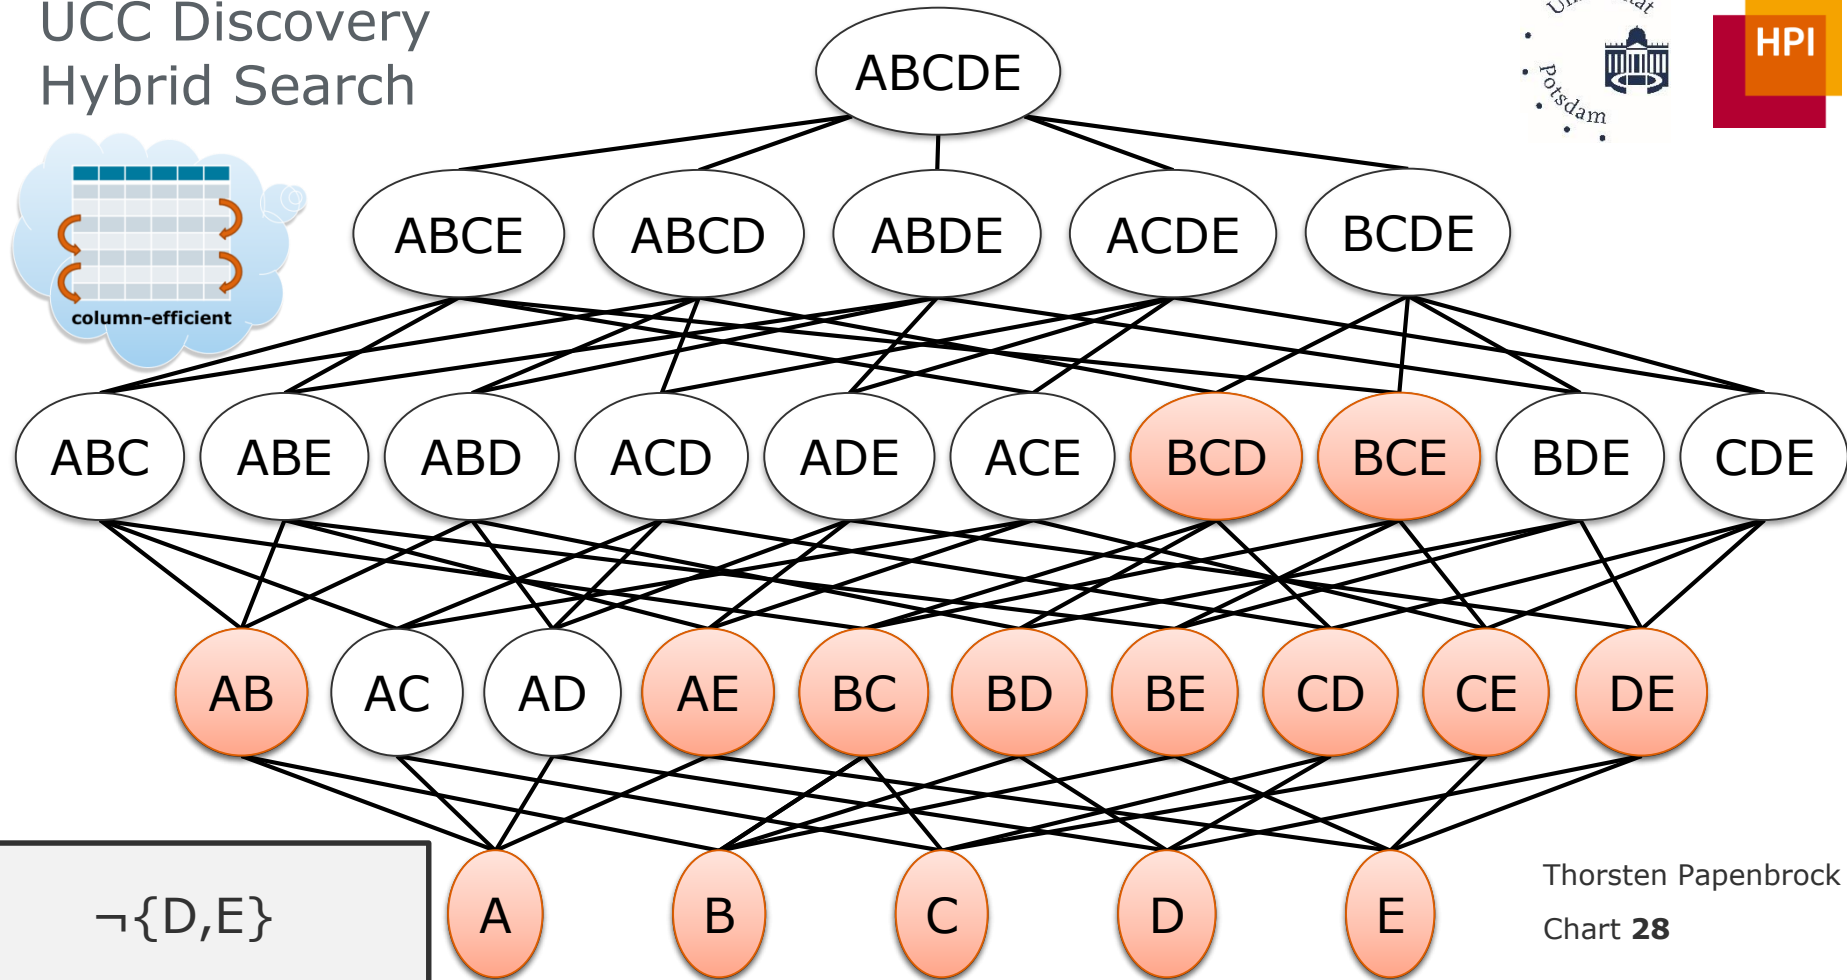 UCC Discovery
Hybrid Search
Potsdam
HPI
column-efficient
ABCDE
ABCE ABCD ABDE ACDE BCDE
ABC ABE ABD ACD ADE ACE BCD BCE BDE CDE
AB AC AD AE BC BD BE CD CE DE
A B C D E
¬{D,E}
Thorsten Papenbrock
Chart 28